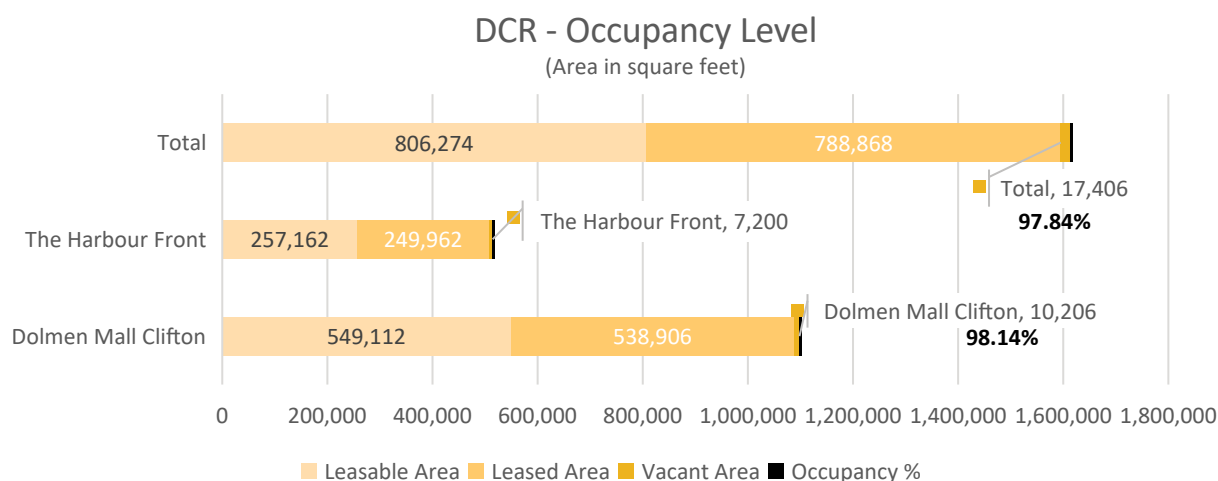 DCR - Occupancy Level
(Area in square feet)
Total
806,274
788,868
Total, 17,406
97.84%
The Harbour Front
257,162
249,962
The Harbour Front, 7,200
Dolmen Mall Clifton
549,112
538,906
Dolmen Mall Clifton, 10,206
98.14%
0 200,000 400,000 600,000 800,000 1,000,000 1,200,000 1,400,000 1,600,000 1,800,000
Leasable Area Leased Area Vacant Area Occupancy %